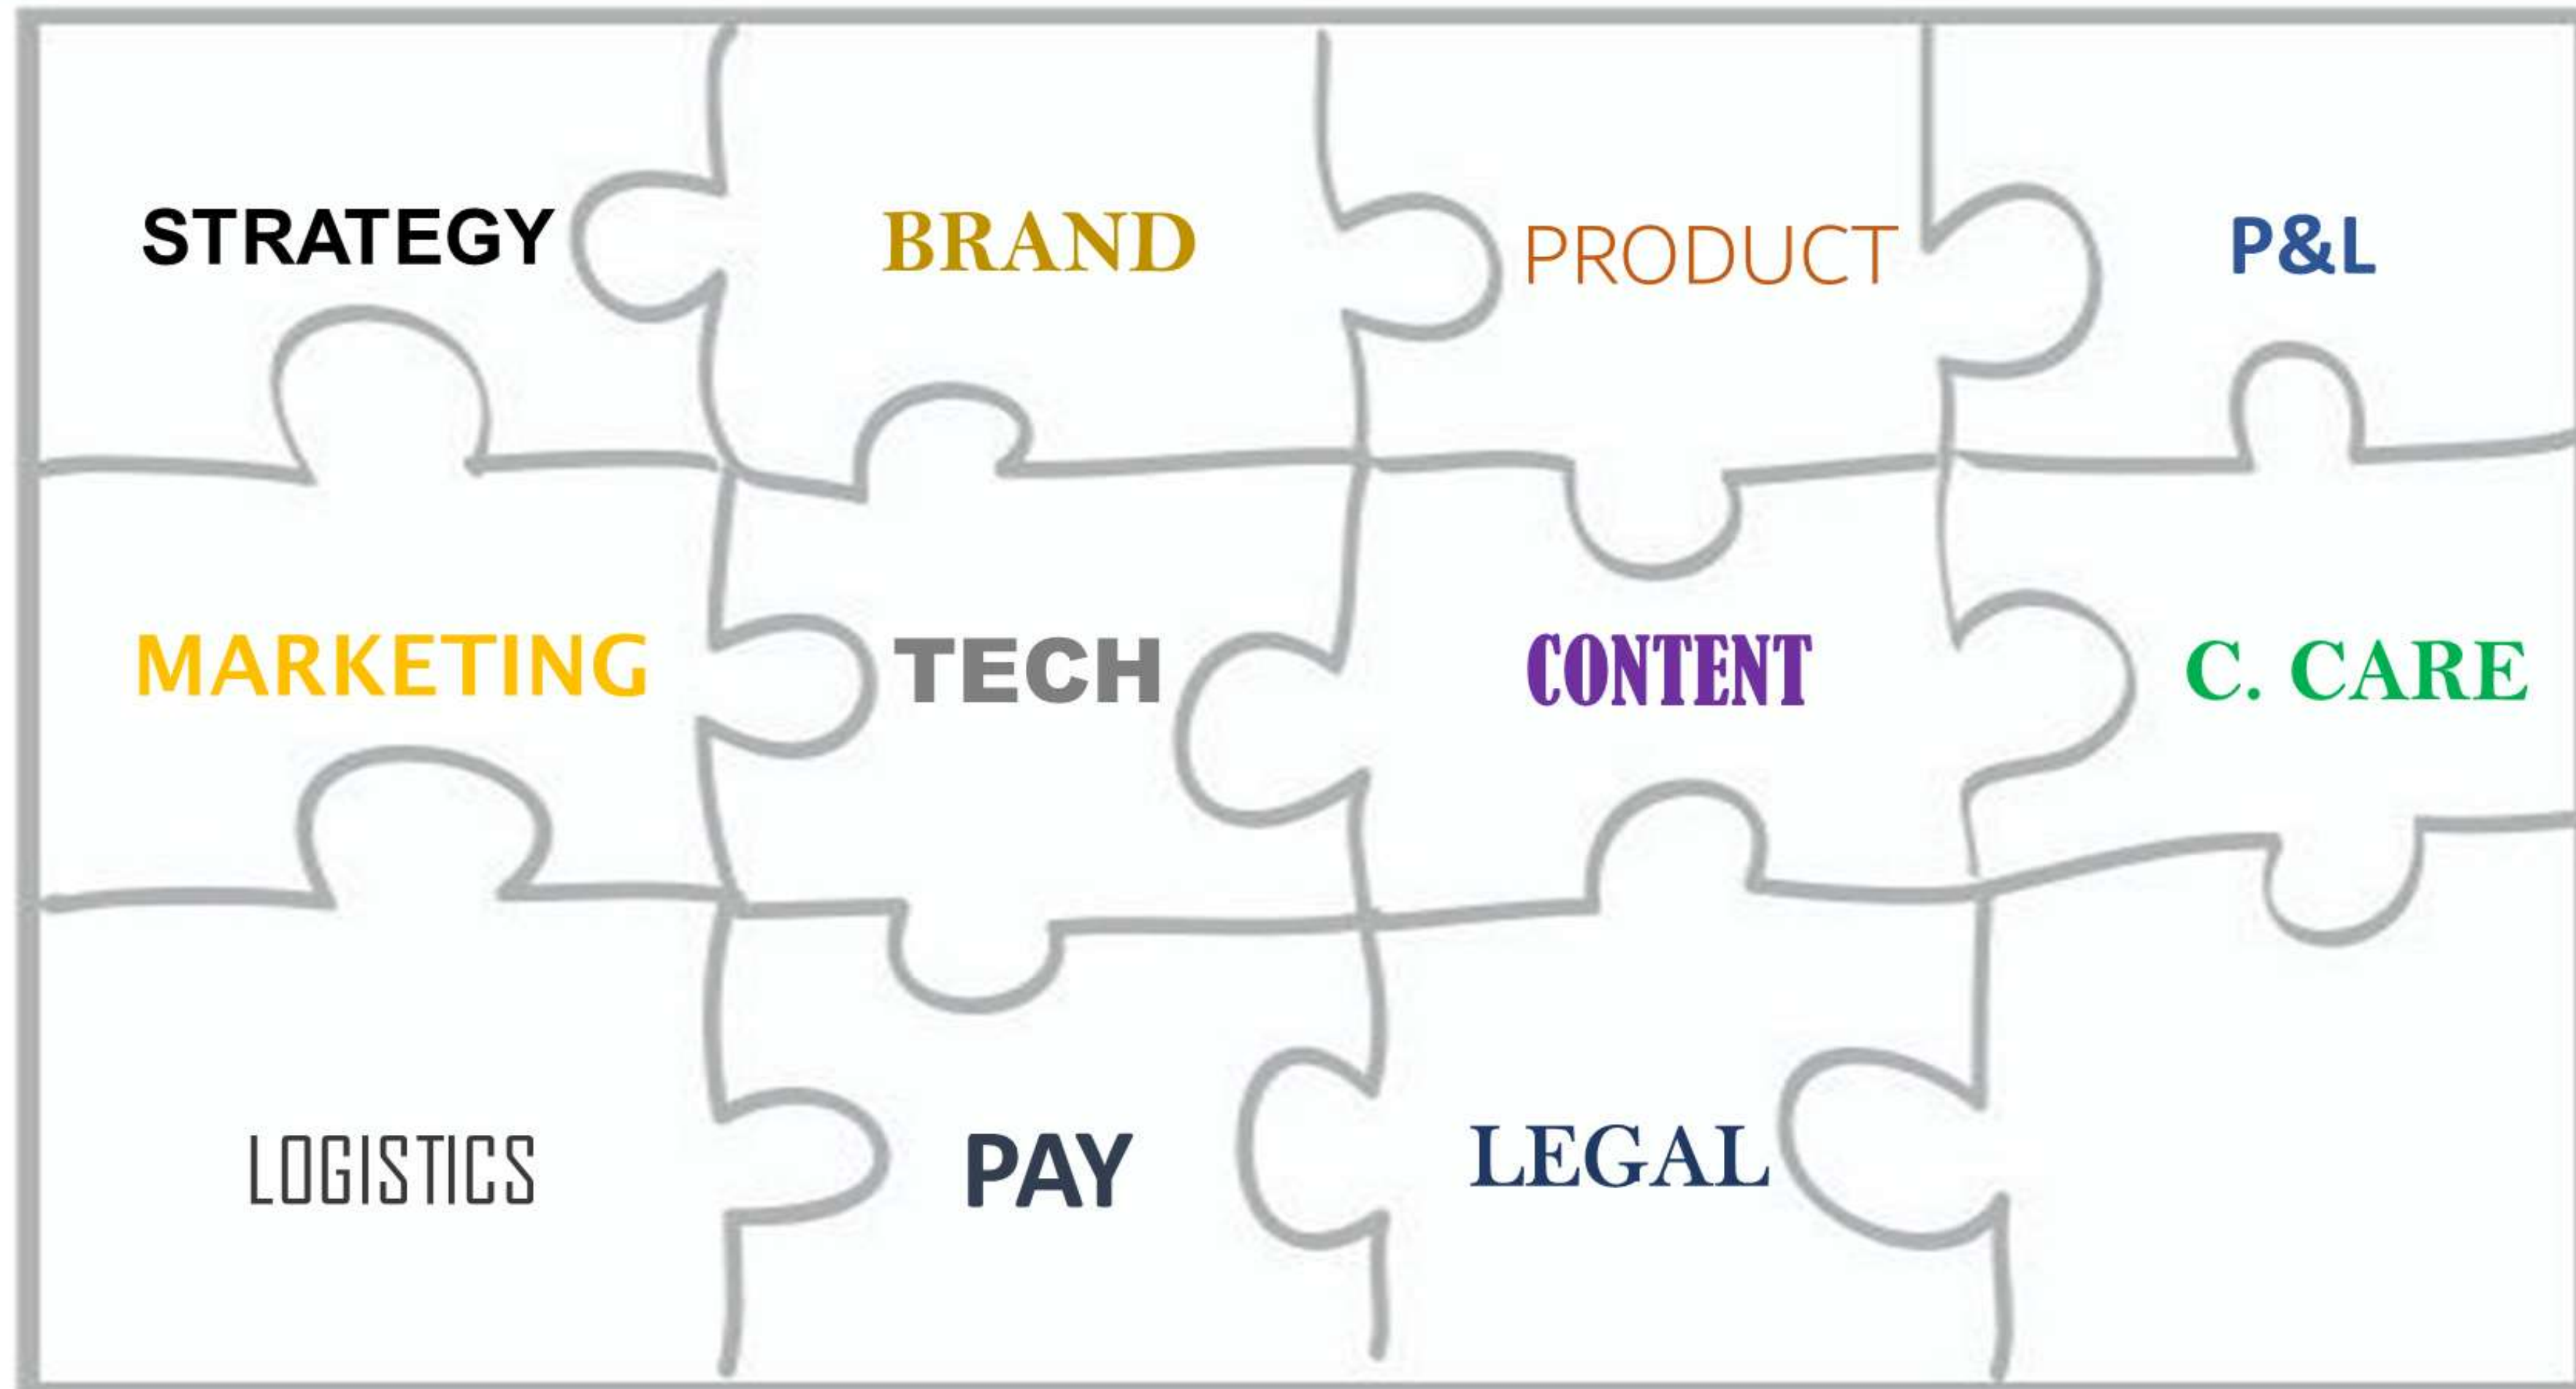 STRATEGY
BRAND
PRODUCT
P&L
MARKETING
TECH
CONTENT
C. CARE
LOGISTICS
PAY
LEGAL